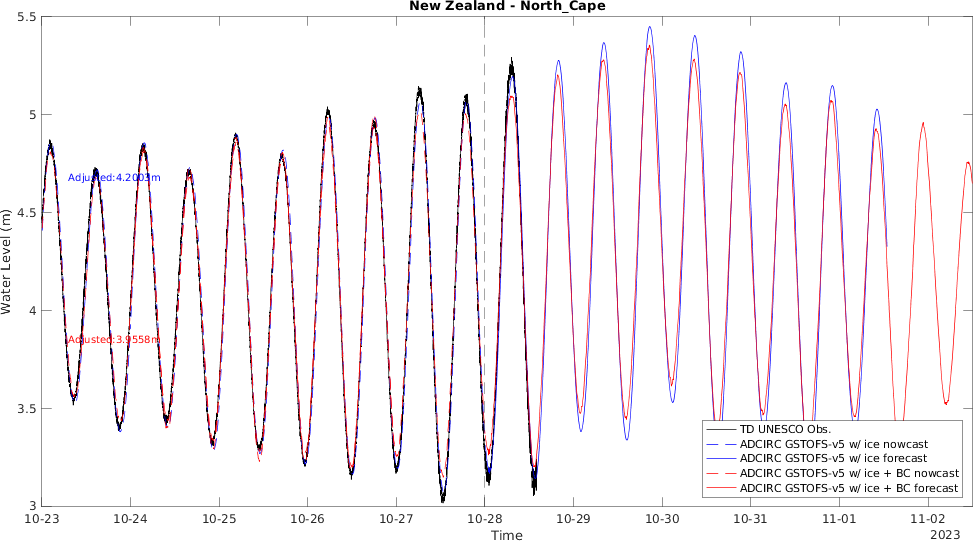 New Zealand - North_Cape
5.5
5
4.5
4
3.5
3
Water Level (m)
Adjusted:4.2003m
Adjusted:3.9558m
TD UNESCO Obs.
ADCIRC GSTOFS-v5 w/ ice nowcast
ADCIRC GSTOFS-v5 w/ ice forecast
ADCIRC GSTOFS-v5 w/ ice + BC nowcast
ADCIRC GSTOFS-v5 w/ ice + BC forecast
10-23 10-24 10-25 10-26 10-27 10-28 10-29 10-30 10-31 11-01 11-02
Time
2023